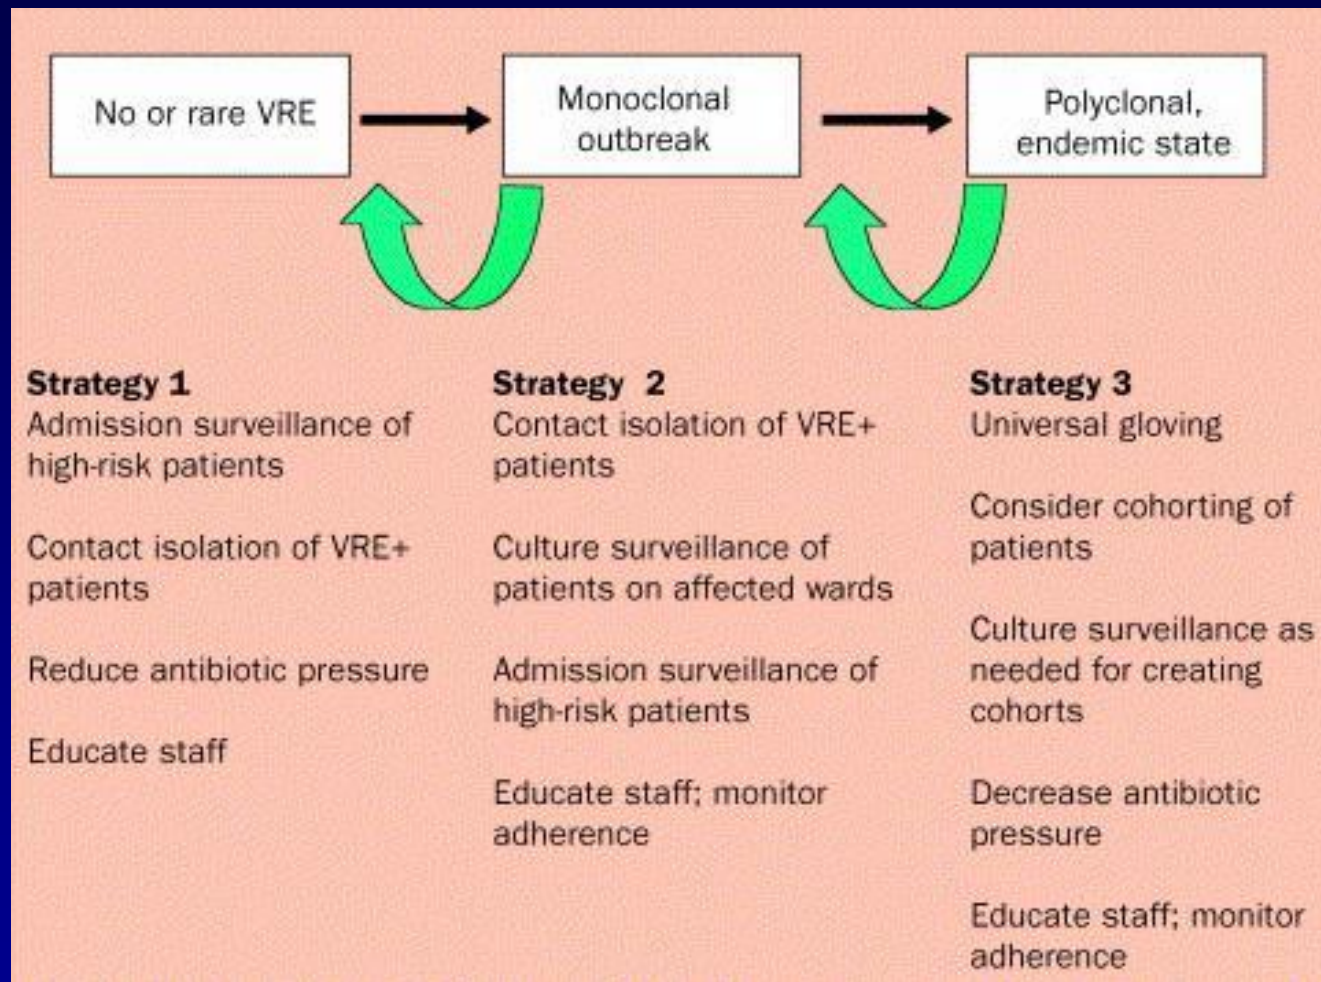 No or rare VRE
Monoclonal
outbreak
Polyclonal,
endemic state
Strategy 1
Admission surveillance of
high-risk patients
Contact isolation of VRE+
patients
Reduce antibiotic pressure
Educate staff
Strategy 2
Contact isolation of VRE+
patients
Culture surveillance of
patients on affected wards
Admission surveillance of
high-risk patients
Educate staff; monitor
adherence
Strategy 3
Universal gloving
Consider cohorting of
patients
Culture surveillance as
needed for creating
cohorts
Decrease antibiotic
pressure
Educate staff; monitor
adherence